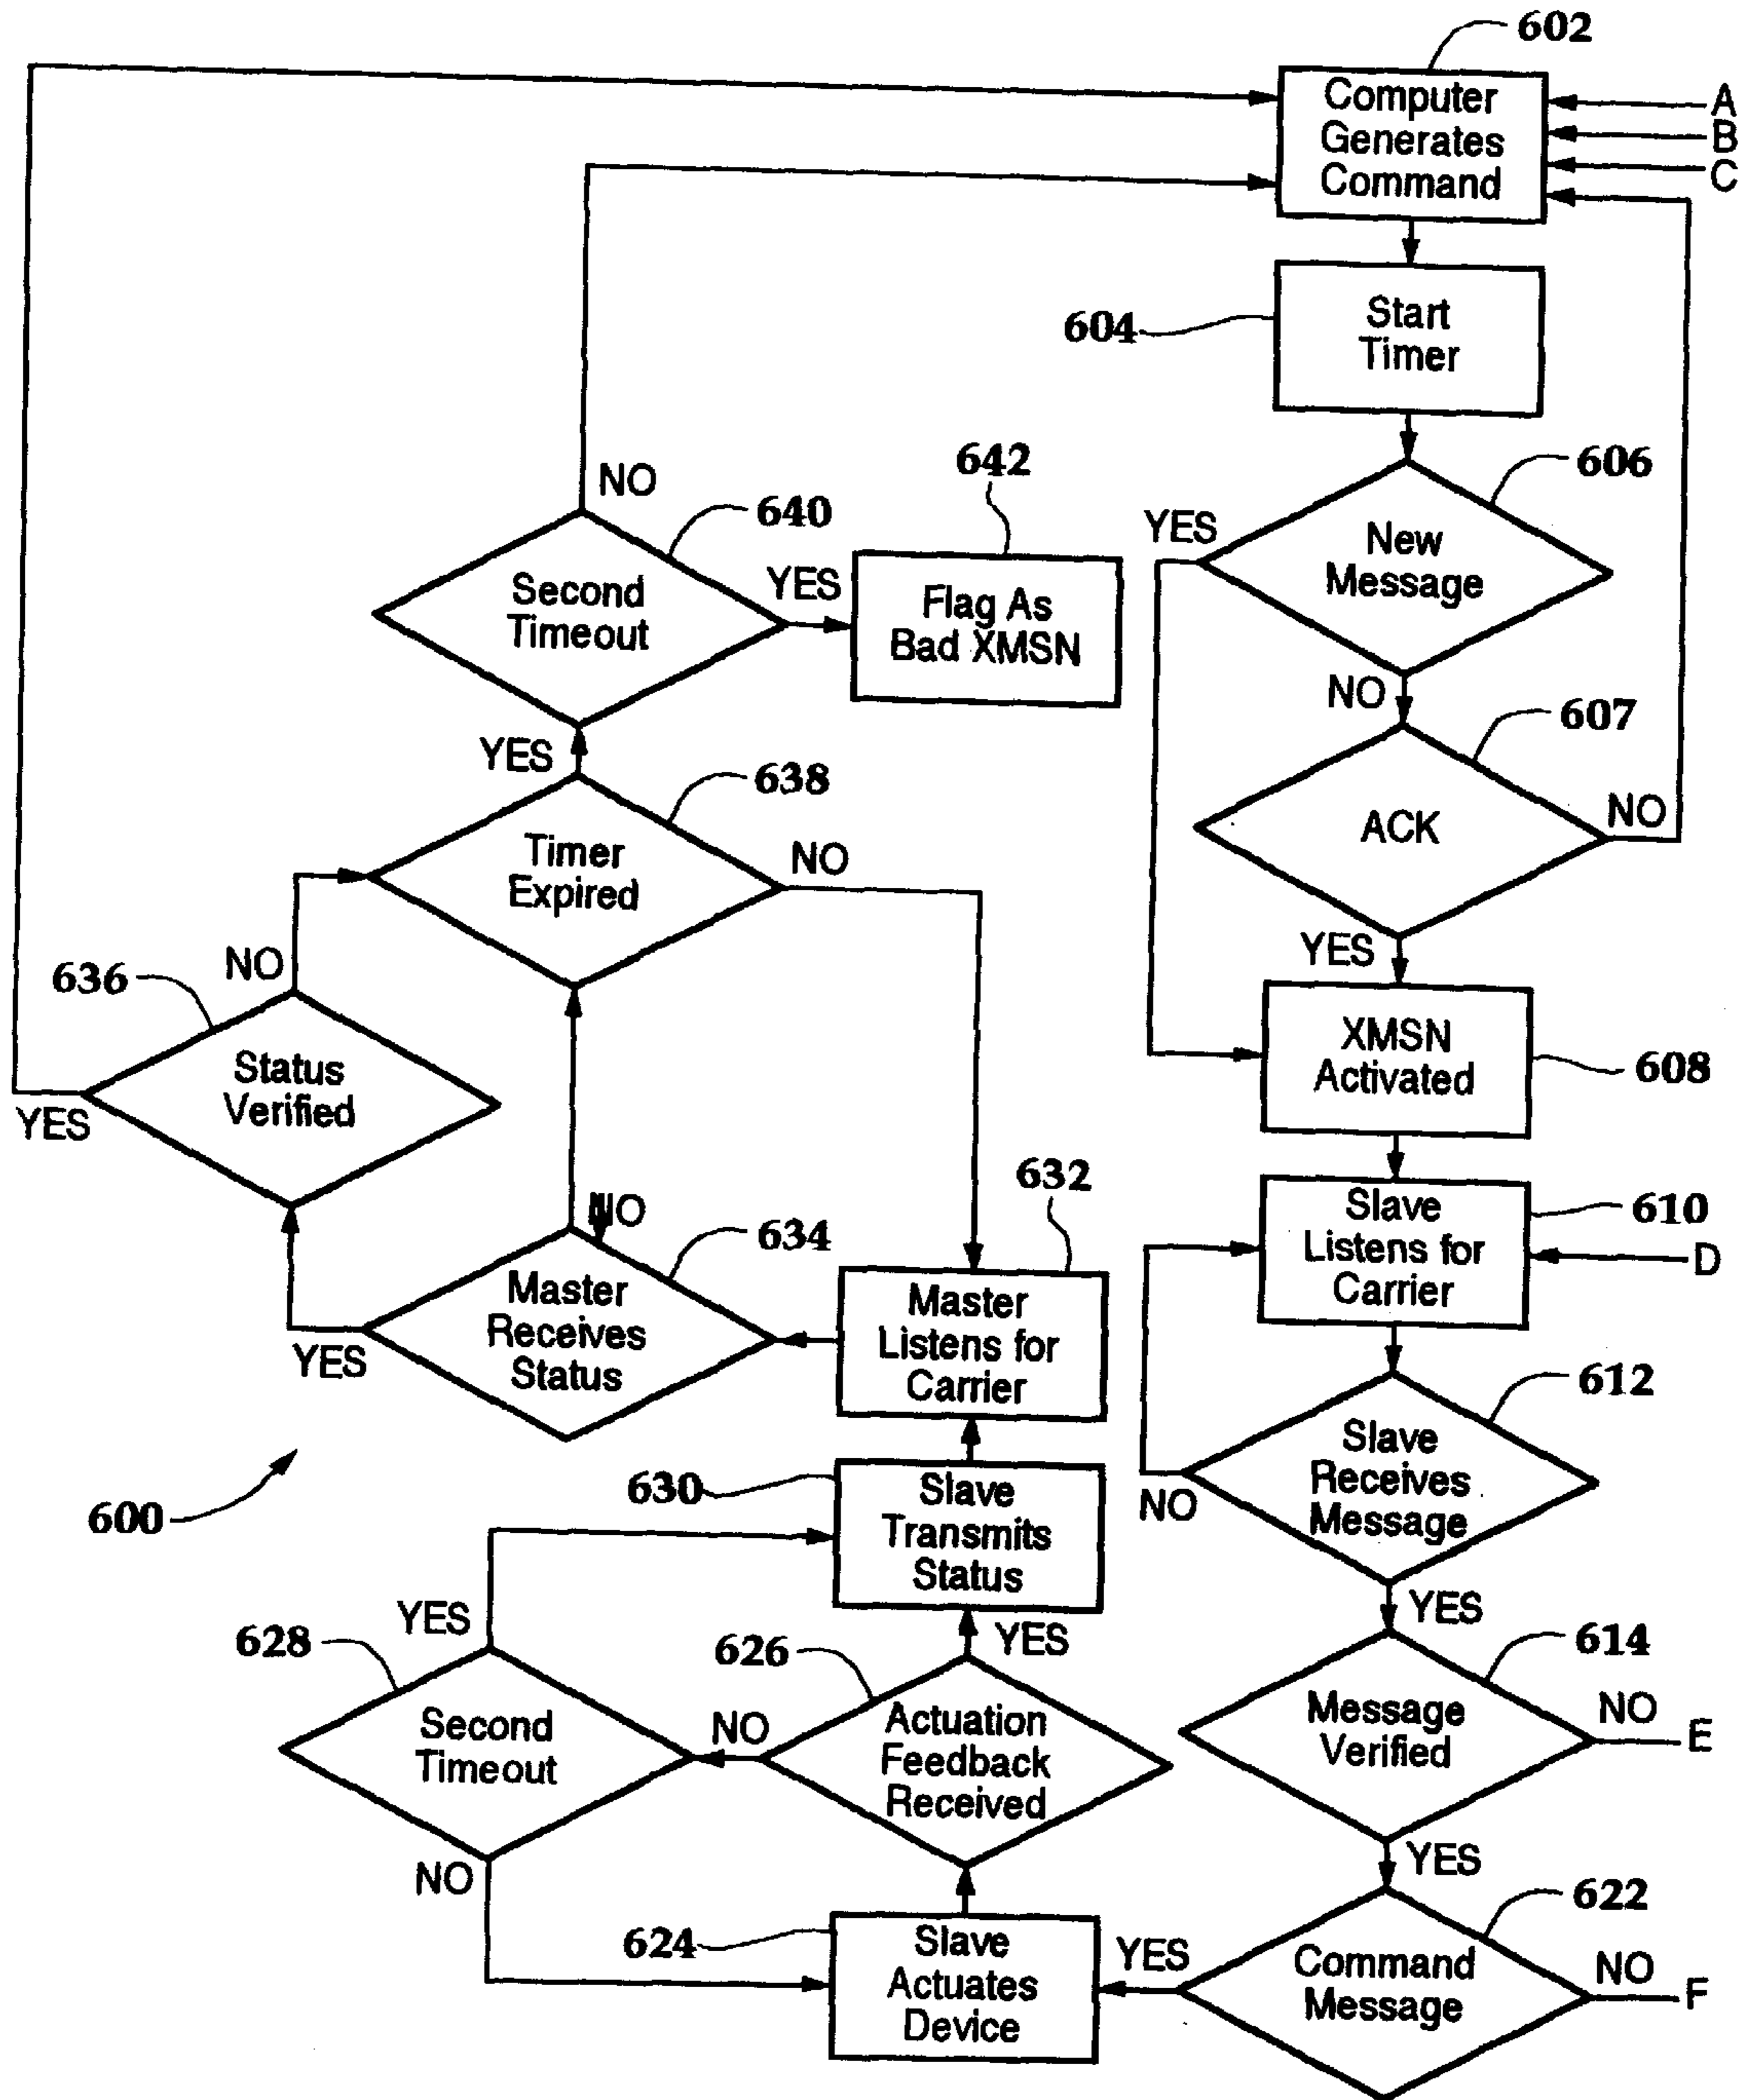 602
Computer
Generates
Command
A
B
C
604
Start
Timer
606
YES
New
Message
NO
607
ACK
NO
YES
XMSN
Activated
608
Slave
Listens for
Carrier
610
D
612
Slave
Receives
Message
NO
YES
614
Message
Verified
NO
E
YES
622
Command
Message
NO
F
YES
624
Slave
Actuates
Device
626
Actuation
Feedback
Received
YES
NO
628
Second
Timeout
YES
NO
630
Slave
Transmits
Status
632
Master
Listens for
Carrier
634
Master
Receives
Status
NO
YES
636
Status
Verified
NO
YES
638
Timer
Expired
NO
YES
640
Second
Timeout
NO
YES
642
Flag As
Bad XMSN
600